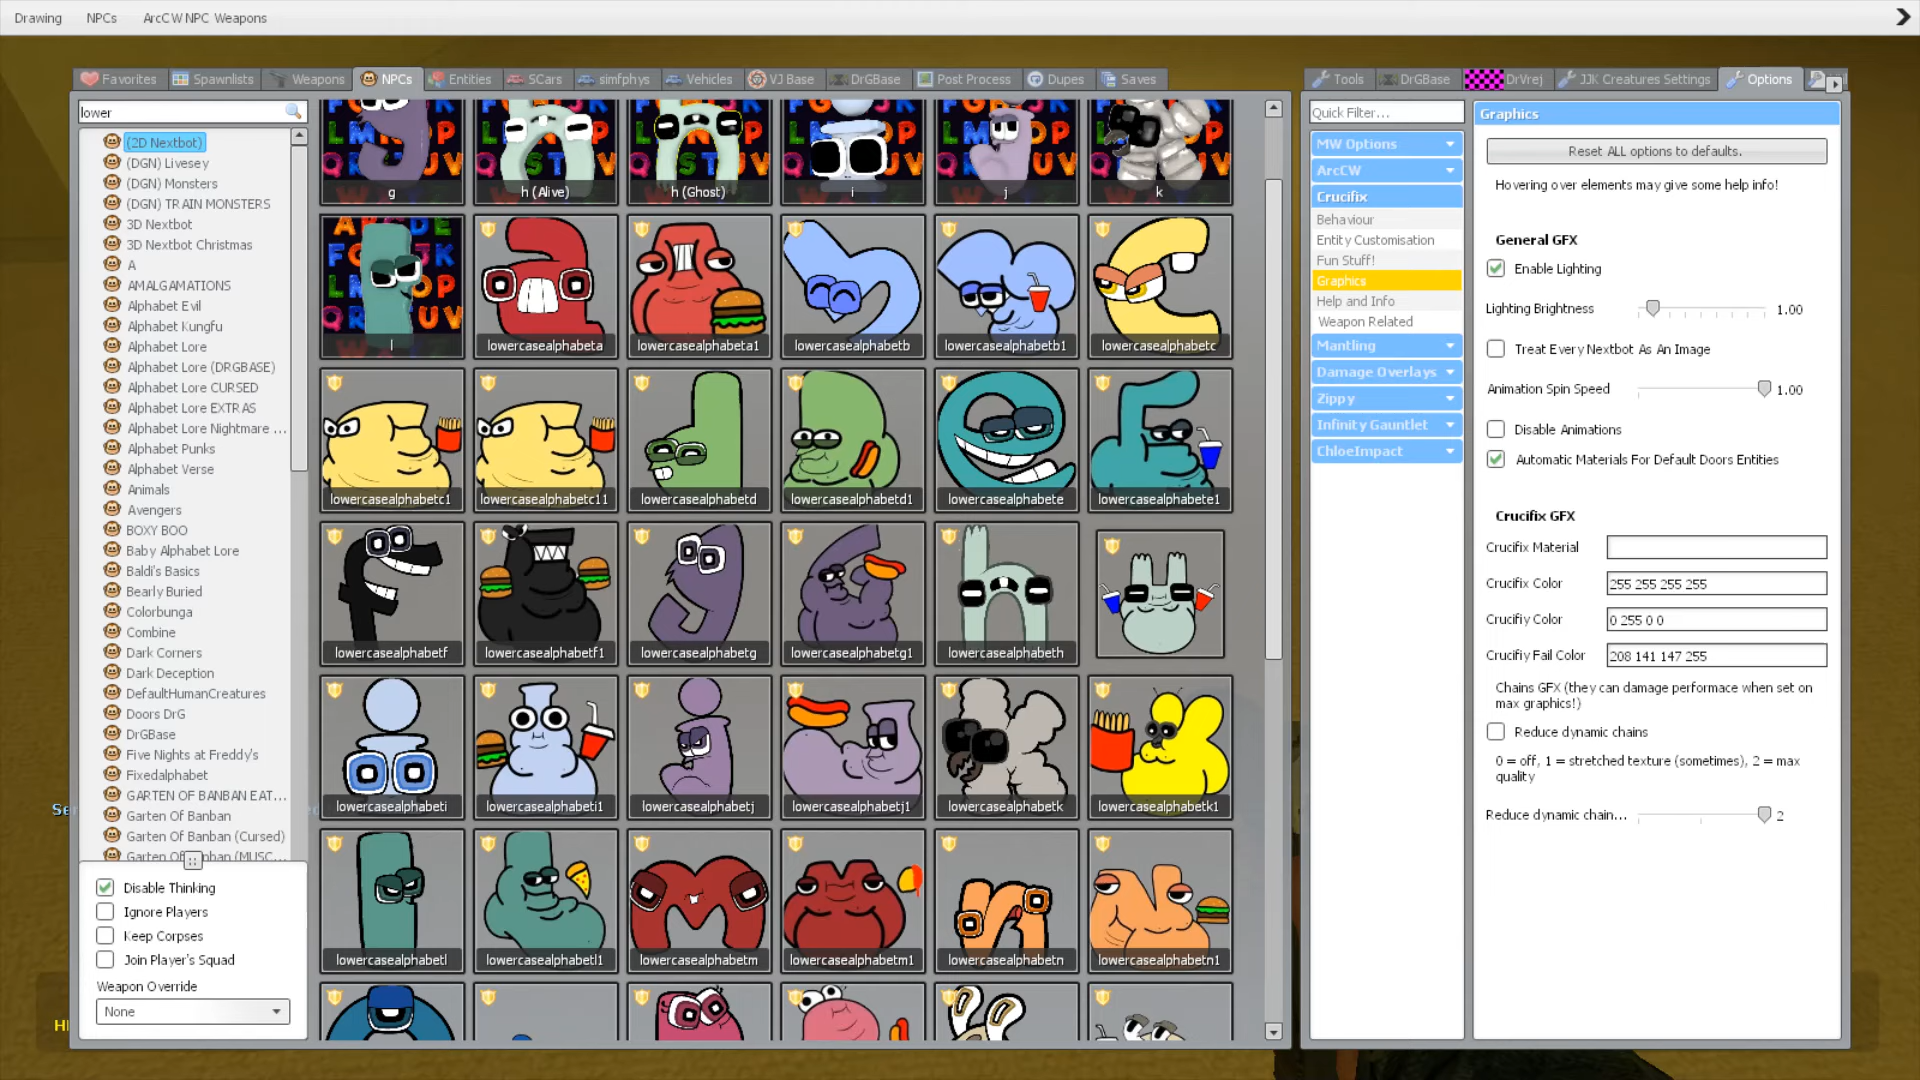 Drawing NPCs ArcCW NPC Weapons
Favorites Spawnlists Weapons NPCs Entities SCars simfphys Vehicles VJ Base DrGBase Post Process Dupes Saves
Tools DrGBase DrVrej JJK Creatures Settings Options
lower
(2D Nextbot)
(DGN) Livesey
(DGN) Monsters
(DGN) TRAIN MONSTERS
3D Nextbot
3D Nextbot Christmas
A
AMALGAMATIONS
Alphabet Evil
Alphabet Kungfu
Alphabet Lore
Alphabet Lore (DRGBASE)
Alphabet Lore CURSED
Alphabet Lore EXTRAS
Alphabet Lore Nightmare ...
Alphabet Punks
Alphabet Verse
Animals
Avengers
BOXY BOO
Baby Alphabet Lore
Baldi's Basics
Bearly Buried
Colorbunga
Combine
Dark Corners
Dark Deception
DefaultHumanCreatures
Doors DrG
DrGBase
Five Nights at Freddy's
Fixedalphabet
GARTEN OF BANBAN EAT...
Garten Of Banban
Garten Of Banban (Cursed)
Disable Thinking
Ignore Players
Keep Corpses
Join Player's Squad
Weapon Override
None
g h (Alive) h (Ghost) i j k
l lowercasealphabeta lowercasealphabeta1 lowercasealphabetb lowercasealphabetb1 lowercasealphabetc
lowercasealphabetc1 lowercasealphabetc11 lowercasealphabetd lowercasealphabetd1 lowercasealphabete lowercasealphabete1
lowercasealphabetf lowercasealphabetf1 lowercasealphabetg lowercasealphabetg1 lowercasealphabeth
lowercasealphabeti lowercasealphabeti1 lowercasealphabetj lowercasealphabetj1 lowercasealphabetk lowercasealphabetk1
lowercasealphabetl lowercasealphabetl1 lowercasealphabetm lowercasealphabetm1 lowercasealphabetn lowercasealphabetn1
Quick Filter...
MW Options
ArcCW
Crucifix
Behaviour
Entity Customisation
Fun Stuff!
Graphics
Help and Info
Weapon Related
Mantling
Damage Overlays
Zippy
Infinity Gauntlet
ChloeImpact
Graphics
Reset ALL options to defaults.
Hovering over elements may give some help info!
General GFX
Enable Lighting
Lighting Brightness 1.00
Treat Every Nextbot As An Image
Animation Spin Speed 1.00
Disable Animations
Automatic Materials For Default Doors Entities
Crucifix GFX
Crucifix Material
Crucifix Color 255 255 255 255
Crucifiy Color 0 255 0 0
Crucifiy Fail Color 208 141 147 255
Chains GFX (they can damage performace when set on
max graphics!)
Reduce dynamic chains
0 = off, 1 = stretched texture (sometimes), 2 = max
quality
Reduce dynamic chain... 2